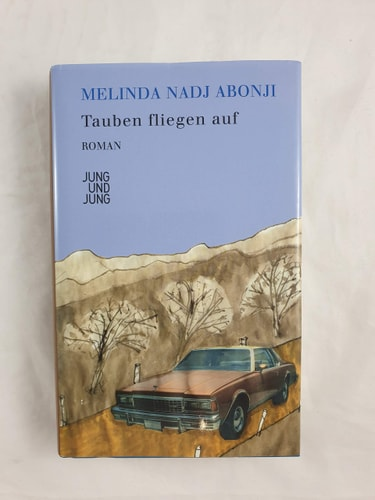 MELINDA NADJ ABONJI
Tauben fliegen auf
ROMAN
JUNG
UND
JUNG